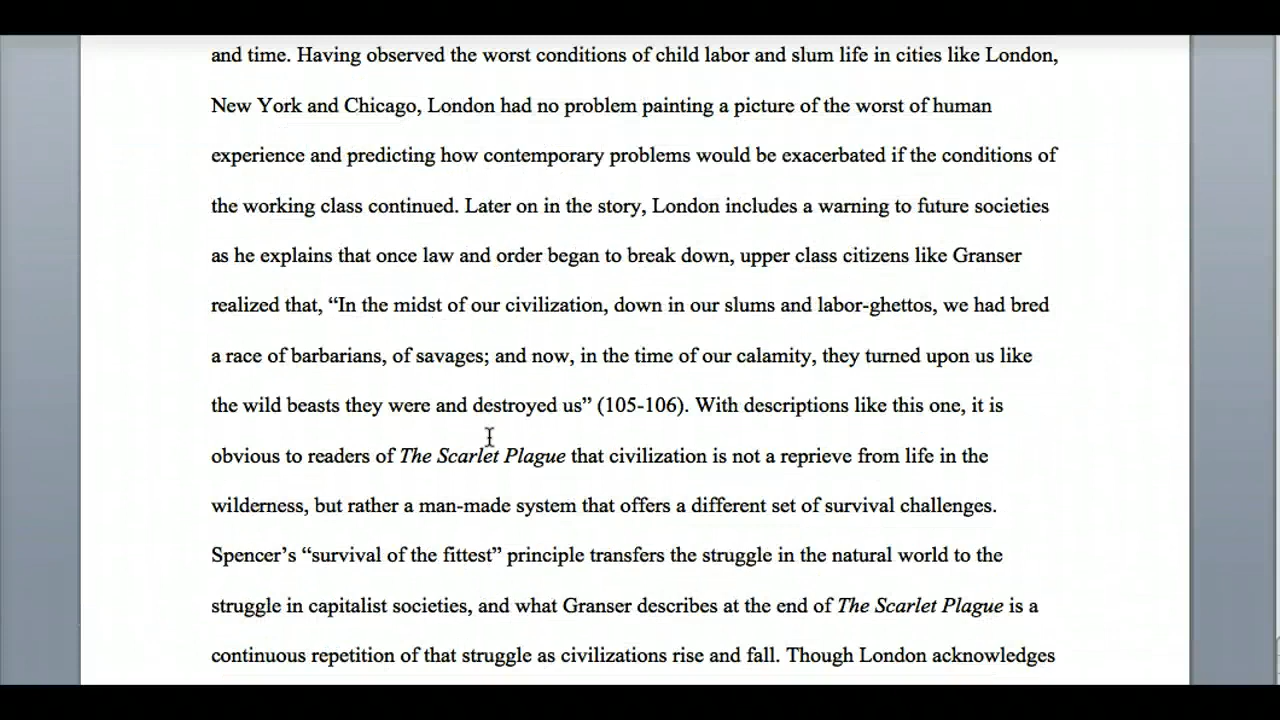 and time. Having observed the worst conditions of child labor and slum life in cities like London,
New York and Chicago, London had no problem painting a picture of the worst of human
experience and predicting how contemporary problems would be exacerbated if the conditions of
the working class continued. Later on in the story, London includes a warning to future societies
as he explains that once law and order began to break down, upper class citizens like Granser
realized that, “In the midst of our civilization, down in our slums and labor-ghettos, we had bred
a race of barbarians, of savages; and now, in the time of our calamity, they turned upon us like
the wild beasts they were and destroyed us” (105-106). With descriptions like this one, it is
obvious to readers of The Scarlet Plague that civilization is not a reprieve from life in the
wilderness, but rather a man-made system that offers a different set of survival challenges.
Spencer’s “survival of the fittest” principle transfers the struggle in the natural world to the
struggle in capitalist societies, and what Granser describes at the end of The Scarlet Plague is a
continuous repetition of that struggle as civilizations rise and fall. Though London acknowledges